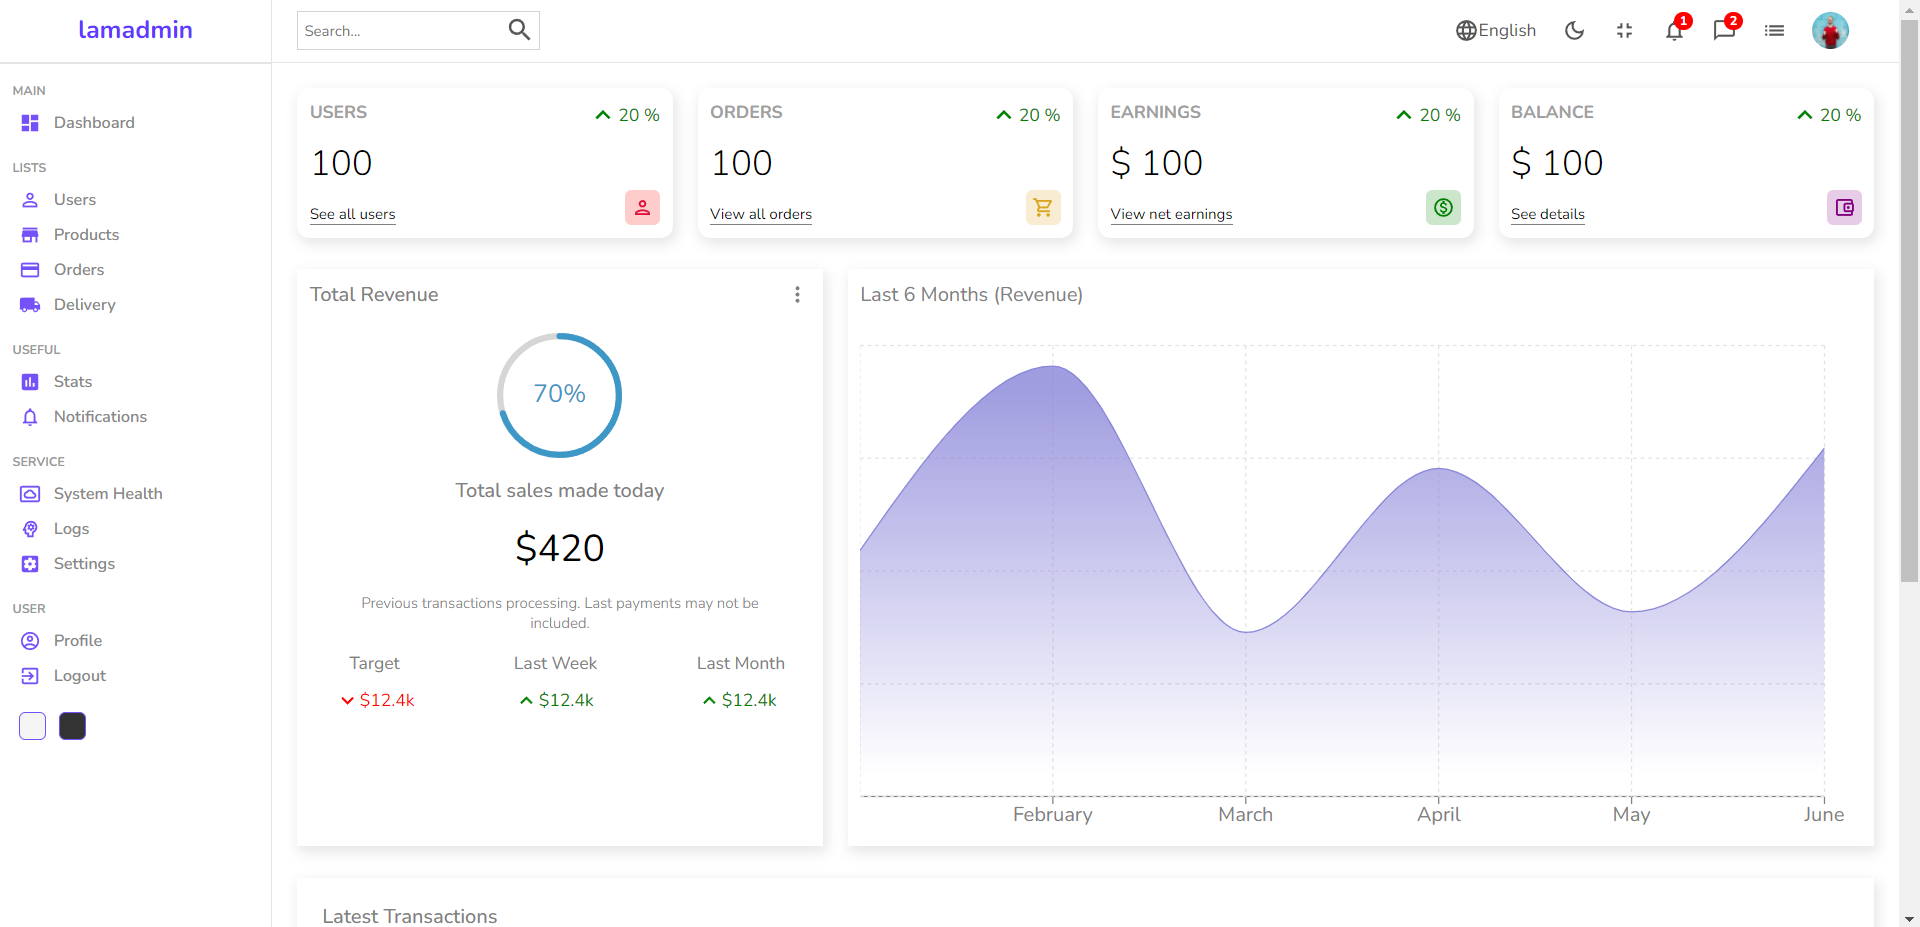 lamadmin
Search...
English
1
2
MAIN
Dashboard
LISTS
Users
Products
Orders
Delivery
USEFUL
Stats
Notifications
SERVICE
System Health
Logs
Settings
USER
Profile
Logout
USERS
20 %
100
See all users
ORDERS
20 %
100
View all orders
EARNINGS
20 %
$ 100
View net earnings
BALANCE
20 %
$ 100
See details
Total Revenue
70%
Total sales made today
$420
Previous transactions processing. Last payments may not be
included.
Target
$12.4k
Last Week
$12.4k
Last Month
$12.4k
Last 6 Months (Revenue)
February
March
April
May
June
Latest Transactions